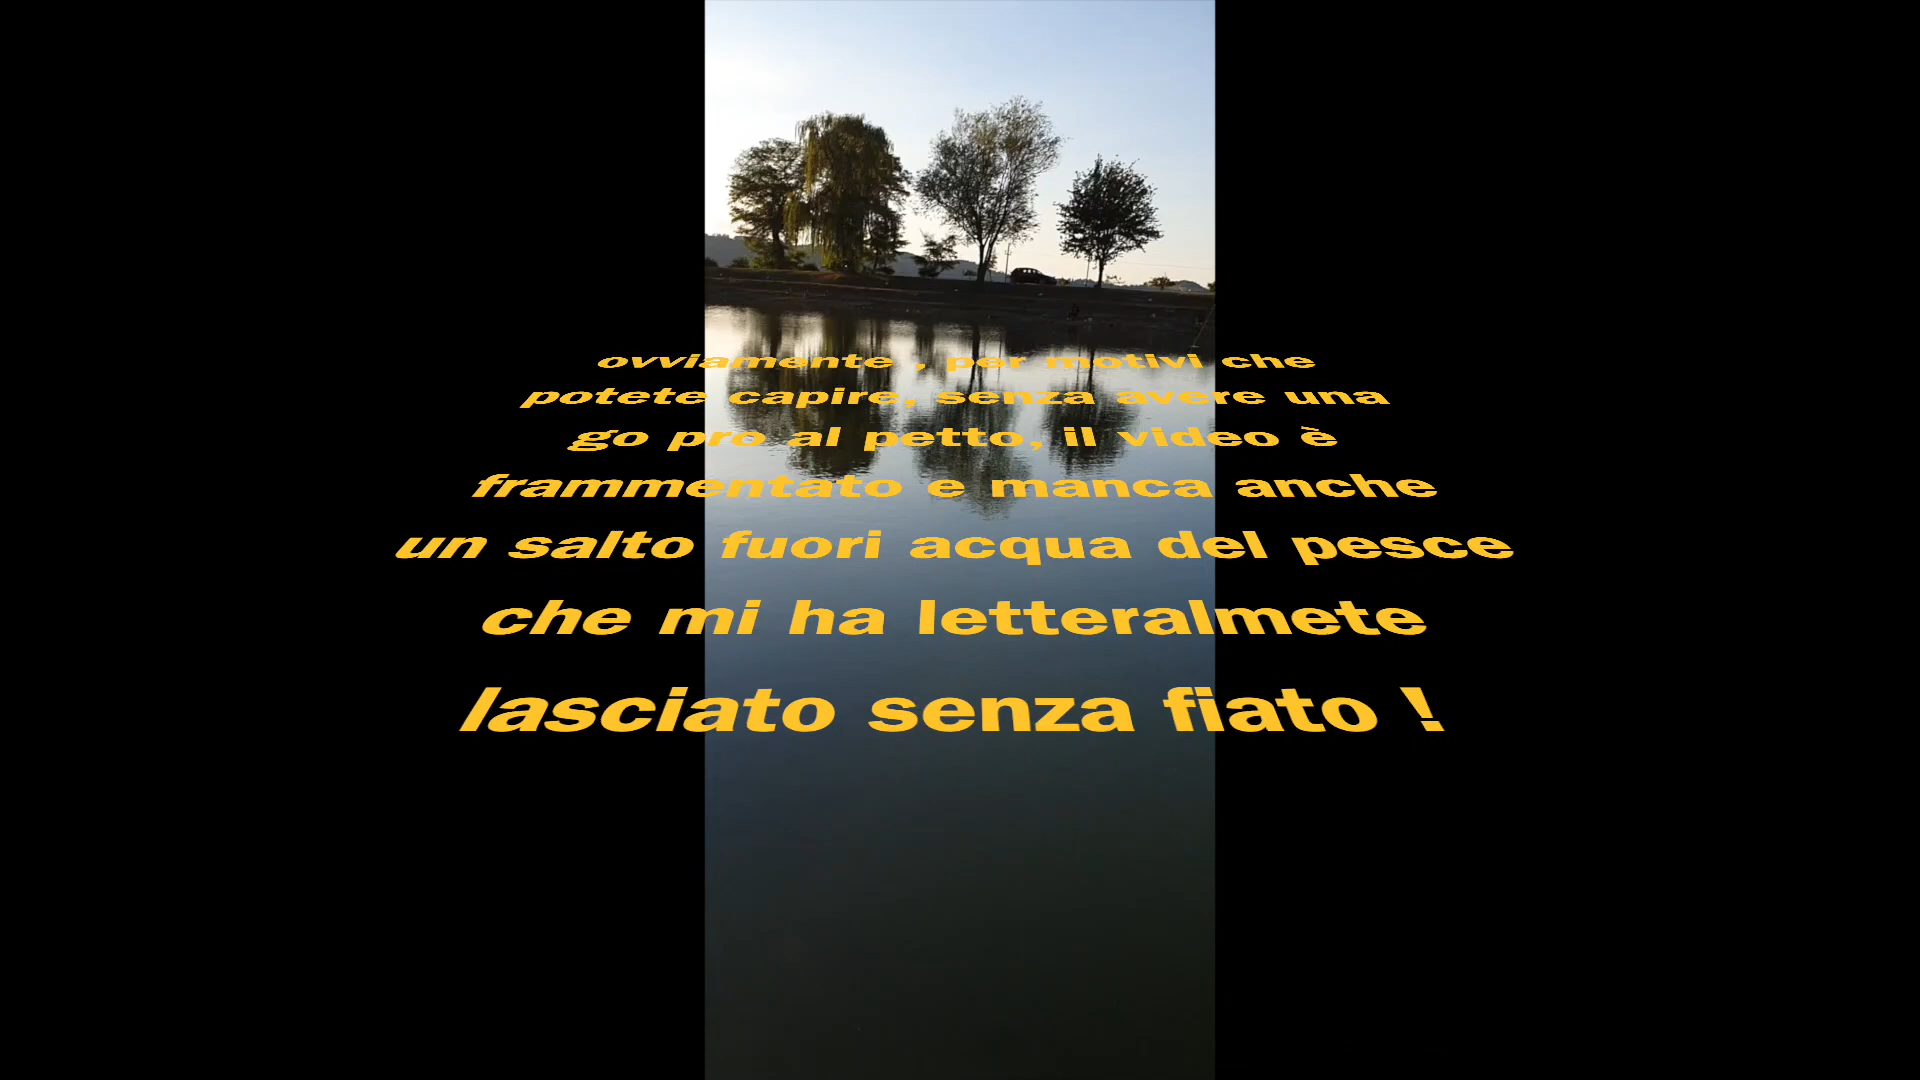 ovviamente , per motivi che
potete capire, senza avere una
go pro al petto, il video è
frammentato e manca anche
un salto fuori acqua del pesce
che mi ha letteralmete
lasciato senza fiato !